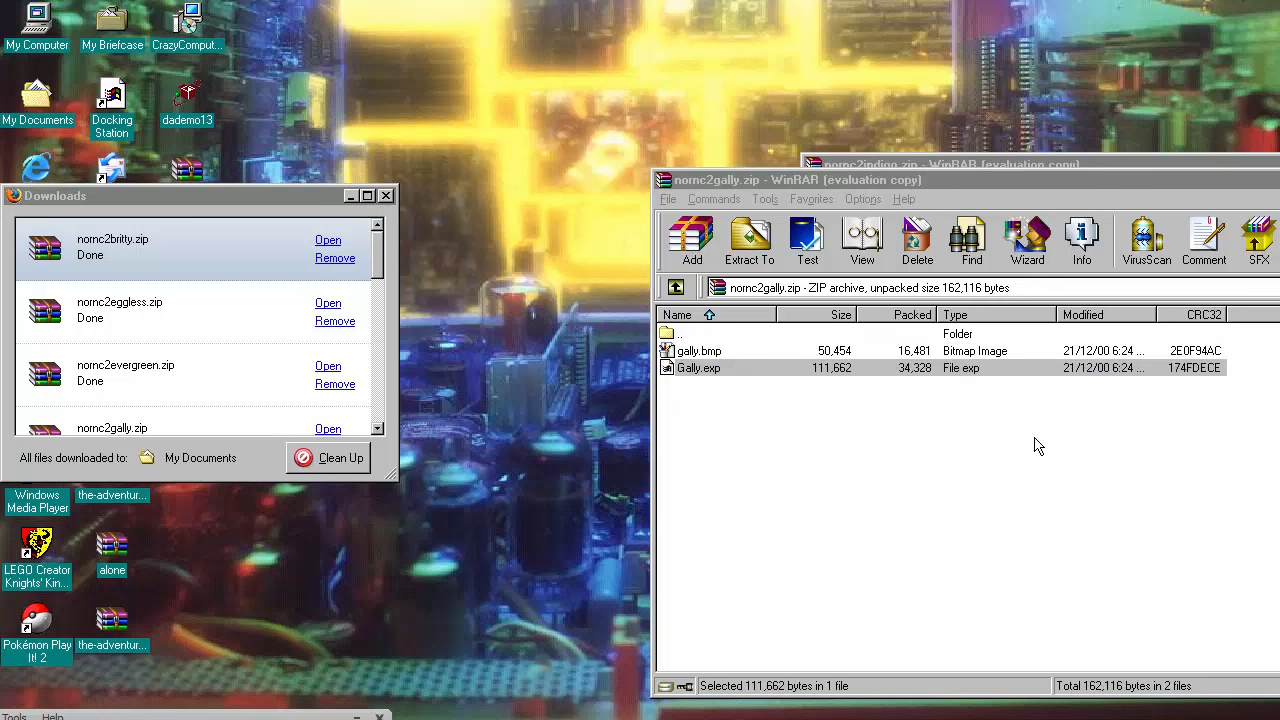 My Computer
My Briefcase
CrazyComput...
My Documents
Docking
Station
dademo13
Downloads
nornc2britty.zip
Done
Open
Remove
nornc2eggless.zip
Done
Open
Remove
nornc2evergreen.zip
Done
Open
Remove
nornc2gally.zip
Open
All files downloaded to:
My Documents
Clean Up
Windows
Media Player
the-adventur...
LEGO Creator
Knights' Kin...
alone
Pokémon Play
It! 2
the-adventur...
Tools Help
nornc2indigo.zip - WinRAR (evaluation copy)
nornc2gally.zip - WinRAR (evaluation copy)
File Commands Tools Favorites Options Help
Add Extract To Test View Delete Find Wizard Info VirusScan Comment SFX
nornc2gally.zip - ZIP archive, unpacked size 162,116 bytes
Name Size Packed Type Modified CRC32
.. Folder
gally.bmp 50,454 16,481 Bitmap Image 21/12/00 6:24 ... 2E0F94AC
Gally.exp 111,662 34,328 File exp 21/12/00 6:24 ... 174FDECE
Selected 111,662 bytes in 1 file
Total 162,116 bytes in 2 files